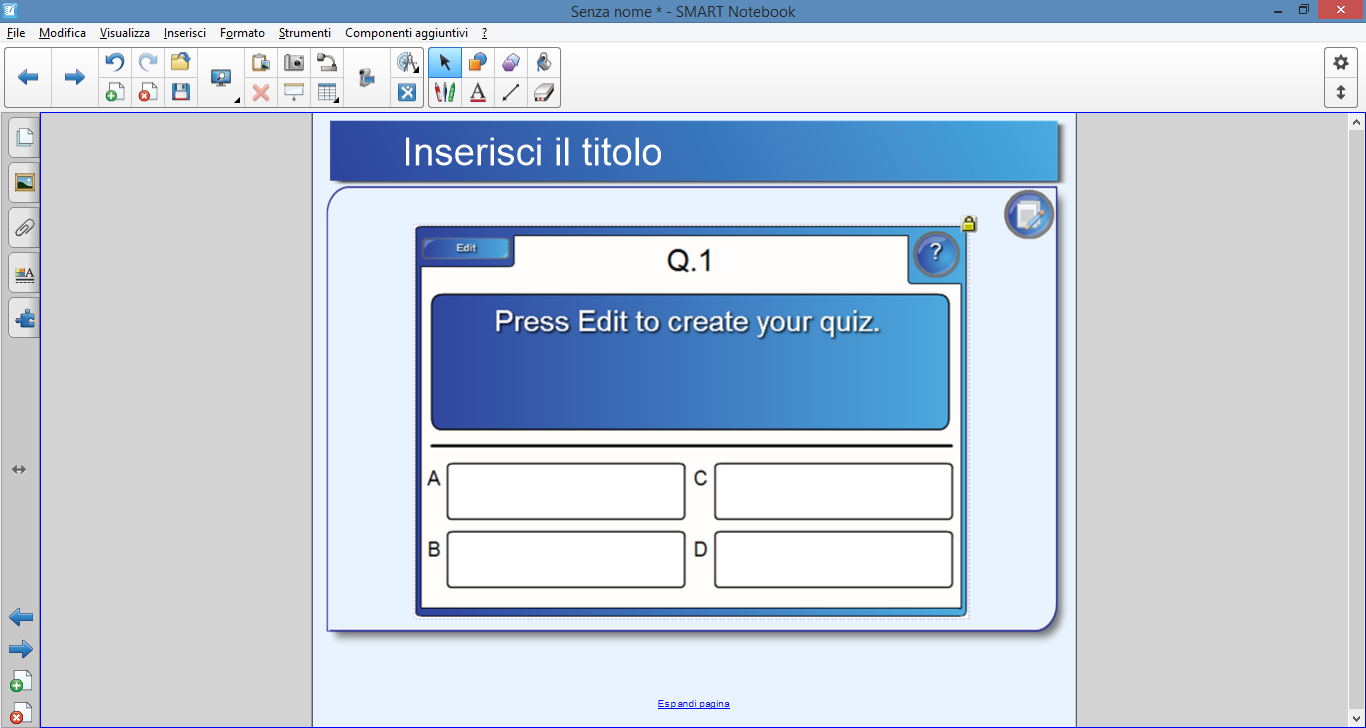 Senza nome * - SMART Notebook
File Modifica Visualizza Inserisci Formato Strumenti Componenti aggiuntivi ?
A
A
Inserisci il titolo
Edit
Q.1
?
Press Edit to create your quiz.
A
C
B
D
Espandi pagina